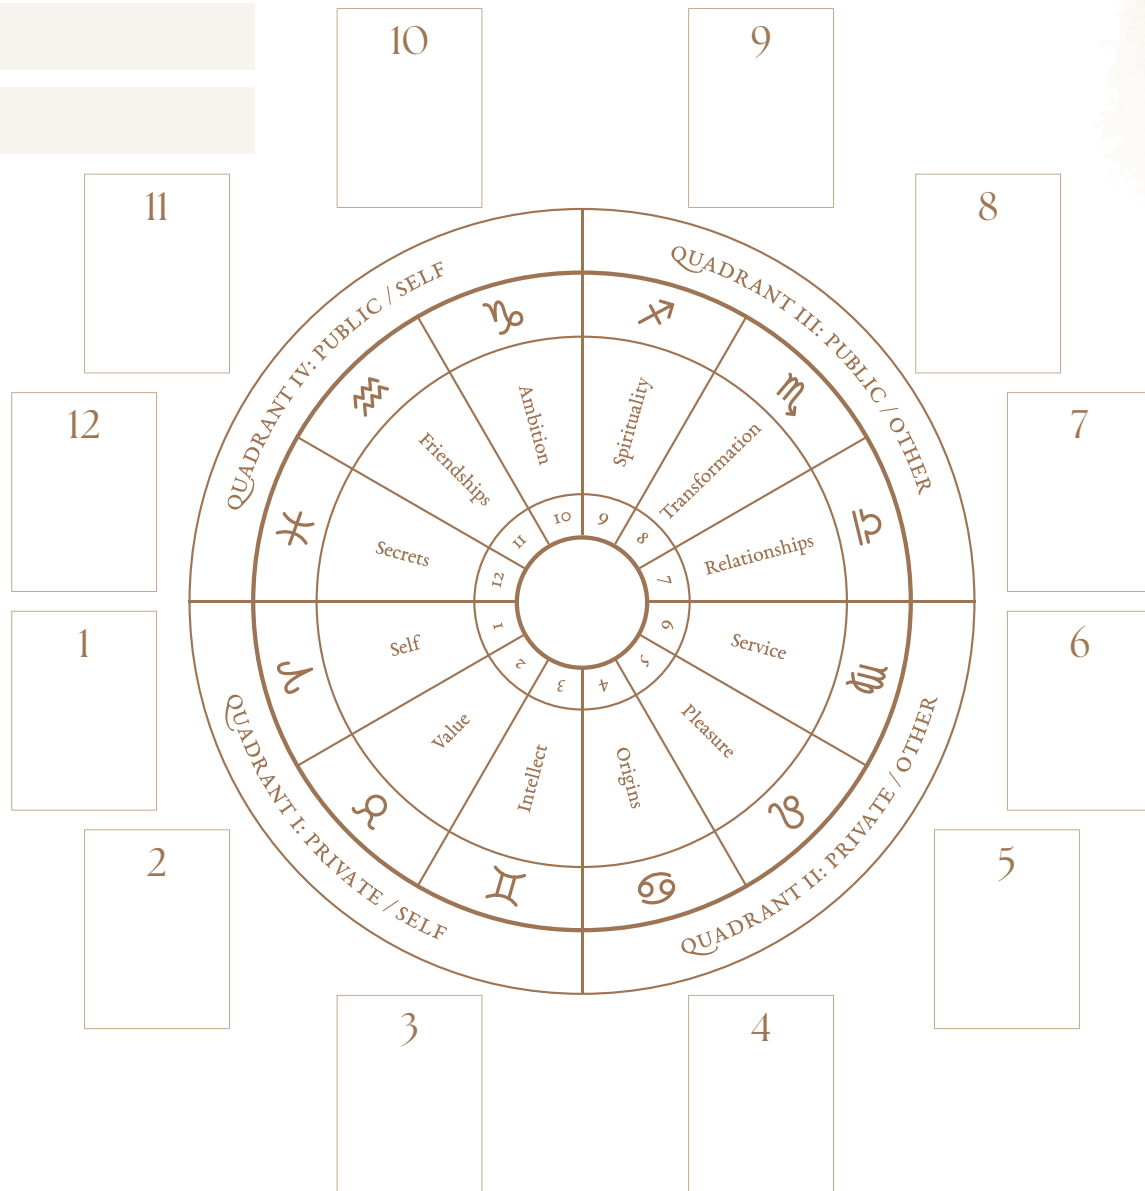 10
9
11
8
12
7
1
6
2
5
3
4
QUADRANT IV: PUBLIC / SELF
QUADRANT III: PUBLIC / OTHER
QUADRANT I: PRIVATE / SELF
QUADRANT II: PRIVATE / OTHER
♑
♐
♏
♎
♍
♌
♋
♊
♉
♈
♓
♒
Ambition
Spirituality
Transformation
Relationships
Service
Pleasure
Origins
Intellect
Value
Self
Secrets
Friendships
10
9
8
7
6
5
4
3
2
1
12
11